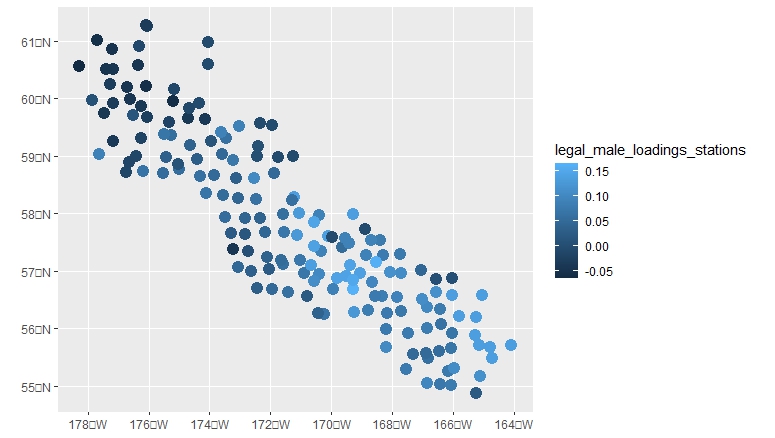 61□N
60□N
59□N
58□N
57□N
56□N
55□N
178□W
176□W
174□W
172□W
170□W
168□W
166□W
164□W
legal_male_loadings_stations
0.15
0.10
0.05
0.00
-0.05